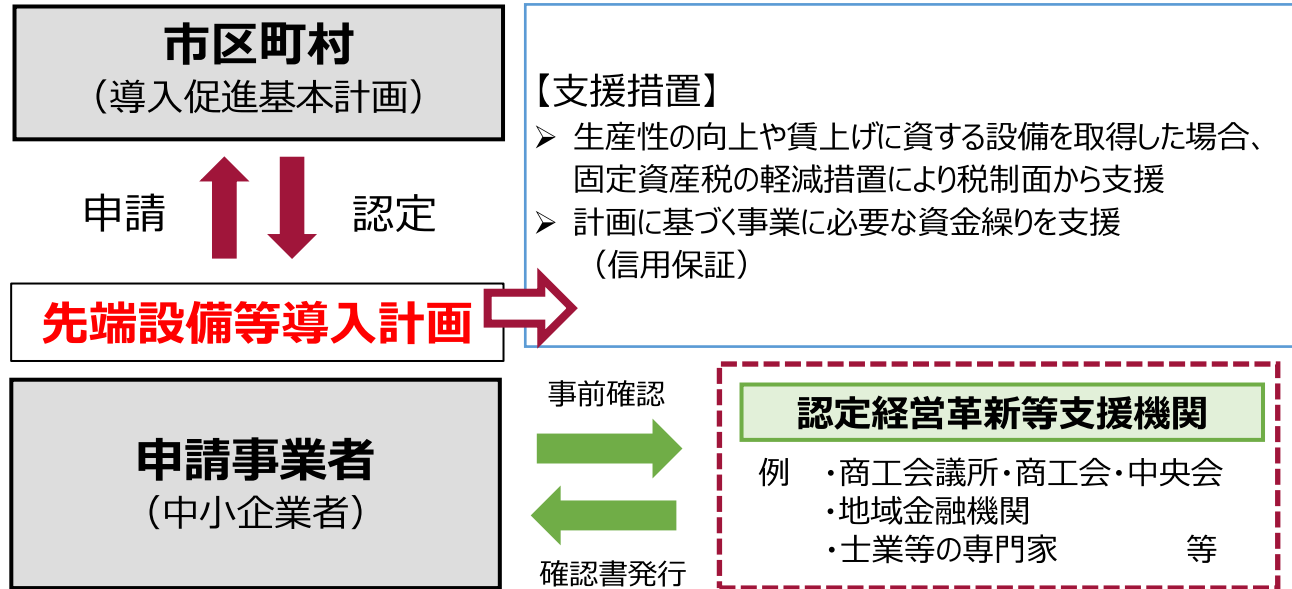 市区町村
（導入促進基本計画）
申請
認定
先端設備等導入計画
【支援措置】
➢ 生産性の向上や賃上げに資する設備を取得した場合、
固定資産税の軽減措置により税制面から支援
➢ 計画に基づく事業に必要な資金繰りを支援
（信用保証）
申請事業者
（中小企業者）
事前確認
確認書発行
認定経営革新等支援機関
例 ・商工会議所・商工会・中央会
・地域金融機関
・士業等の専門家 等